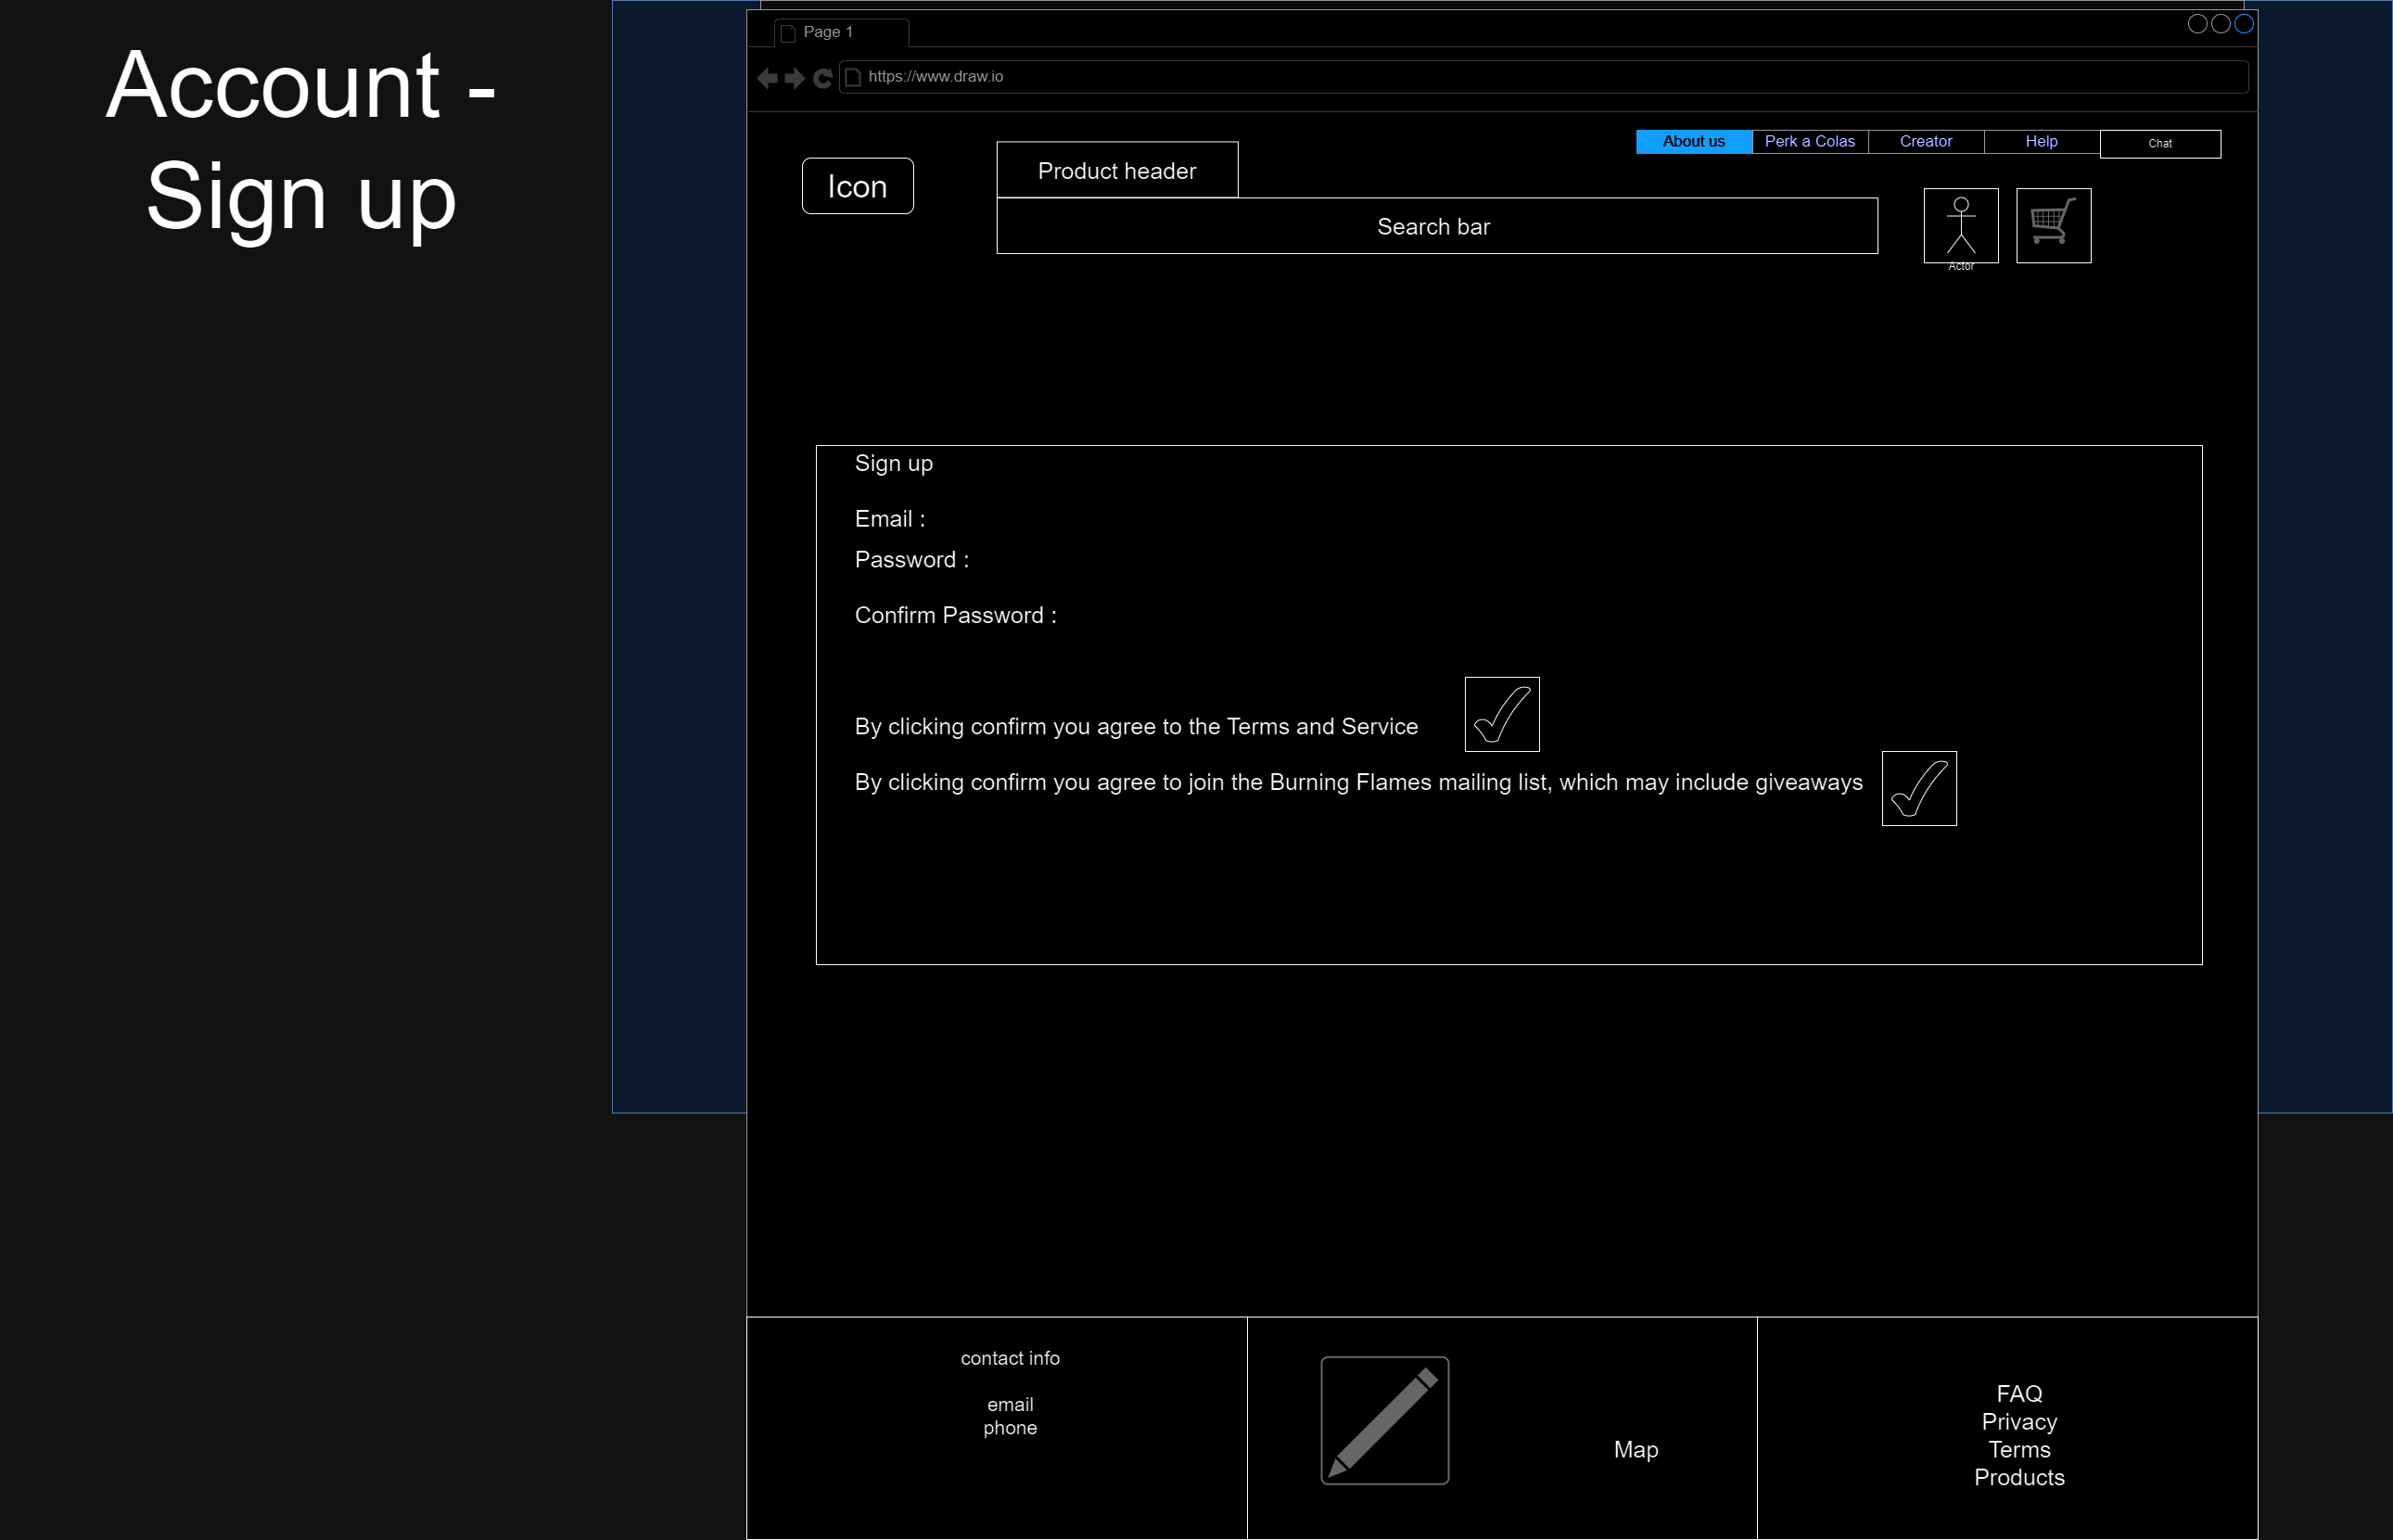 Account -
Sign up
Page 1
https://www.draw.io
About us
Perk a Colas
Creator
Help
Chat
Icon
Product header
Search bar
Actor
Sign up
Email :
Password :
Confirm Password :
By clicking confirm you agree to the Terms and Service
By clicking confirm you agree to join the Burning Flames mailing list, which may include giveaways
contact info
email
phone
Map
FAQ
Privacy
Terms
Products